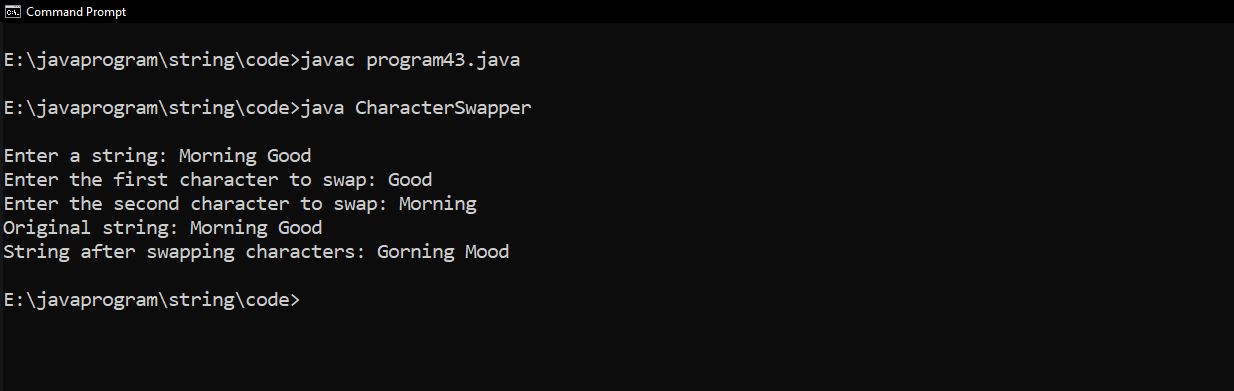 Command Prompt
E:\javaprogram\string\code>javac program43.java
E:\javaprogram\string\code>java CharacterSwapper
Enter a string: Morning Good
Enter the first character to swap: Good
Enter the second character to swap: Morning
Original string: Morning Good
String after swapping characters: Gorning Mood
E:\javaprogram\string\code>